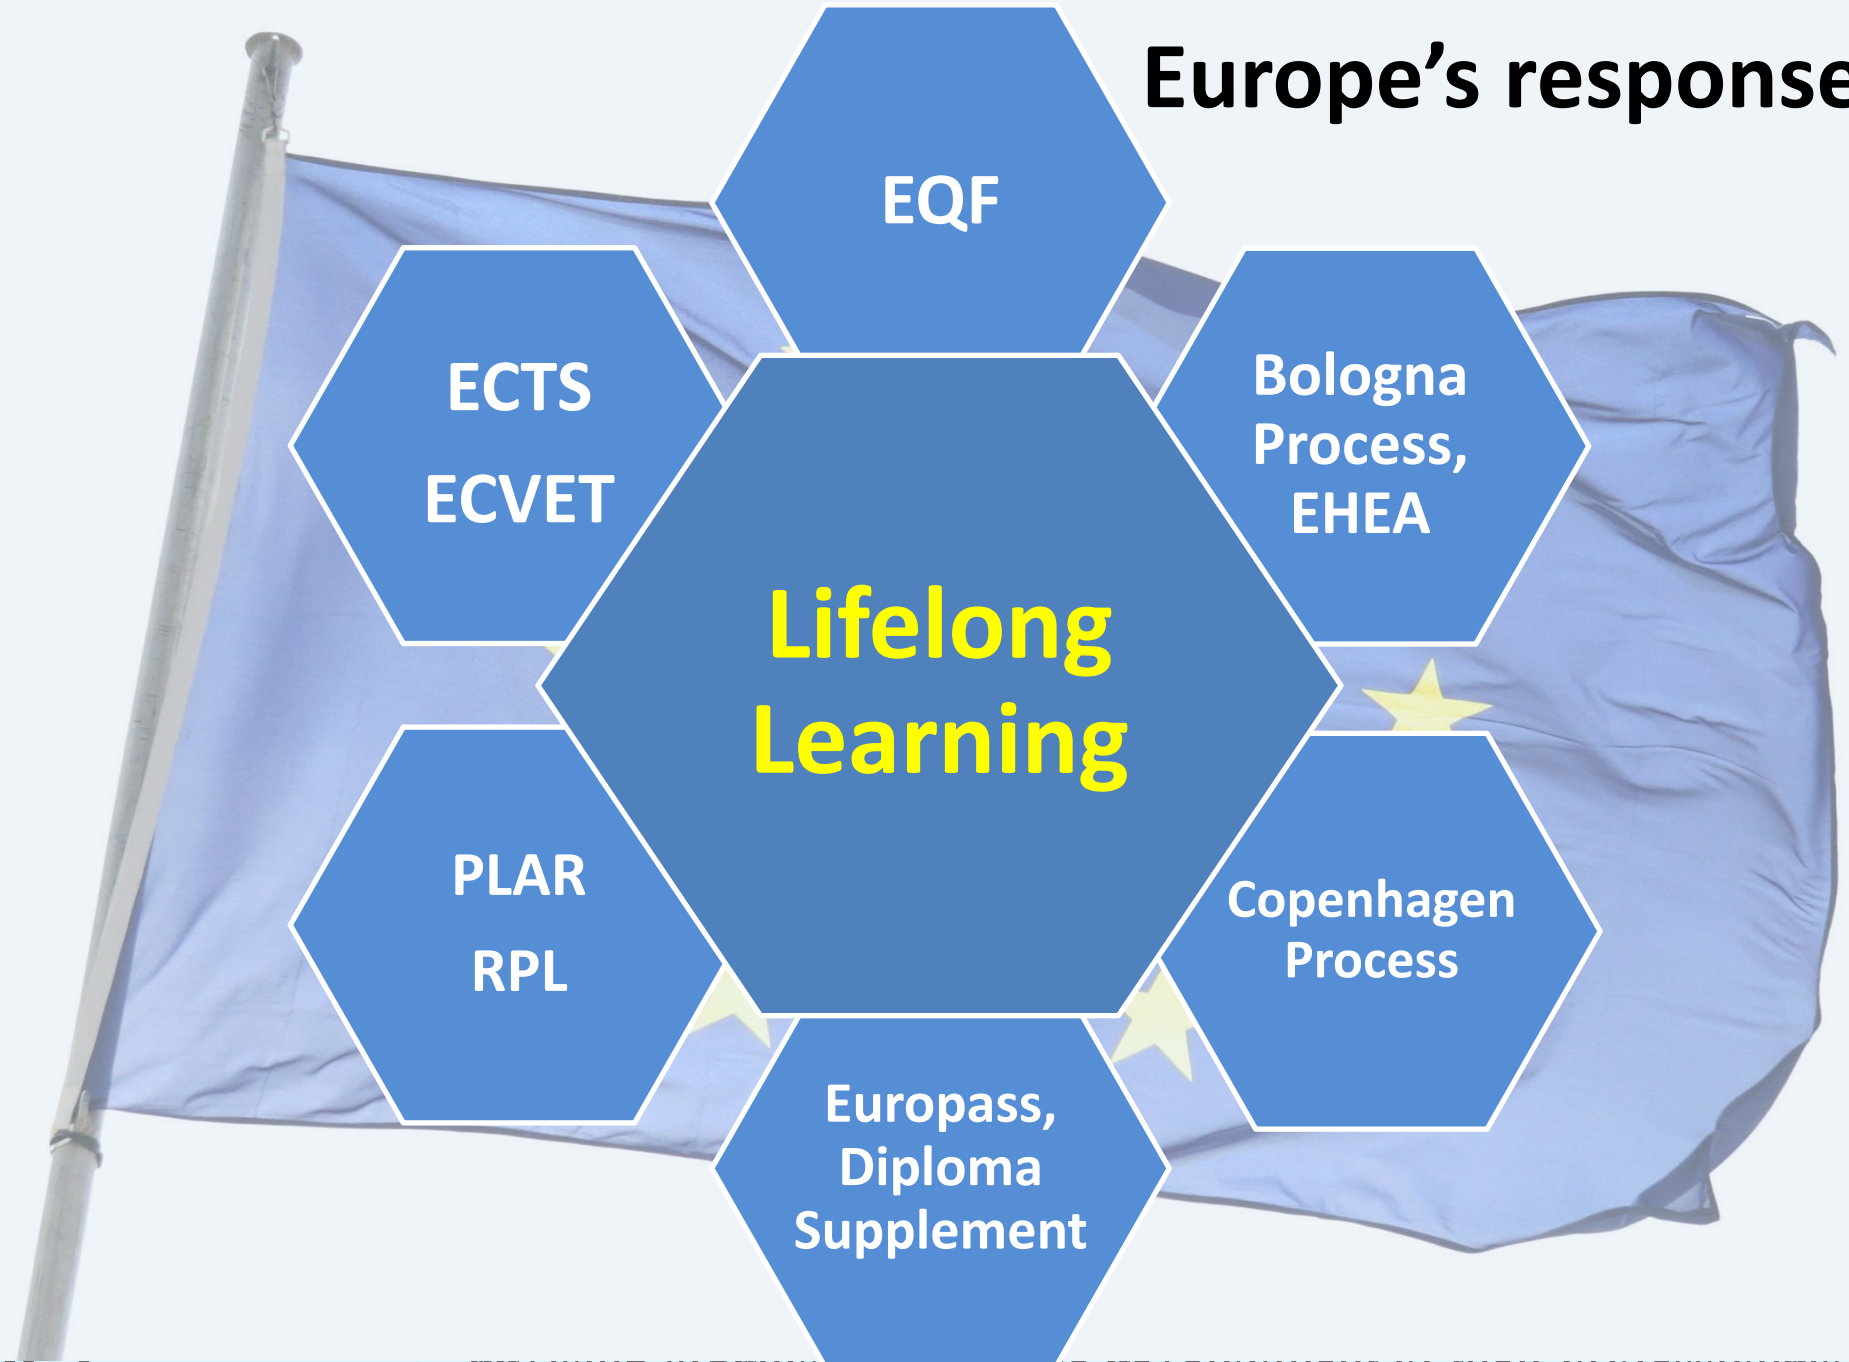 Europe’s response
EQF
ECTS
ECVET
Bologna
Process,
EHEA
Lifelong
Learning
PLAR
RPL
Copenhagen
Process
Europass,
Diploma
Supplement